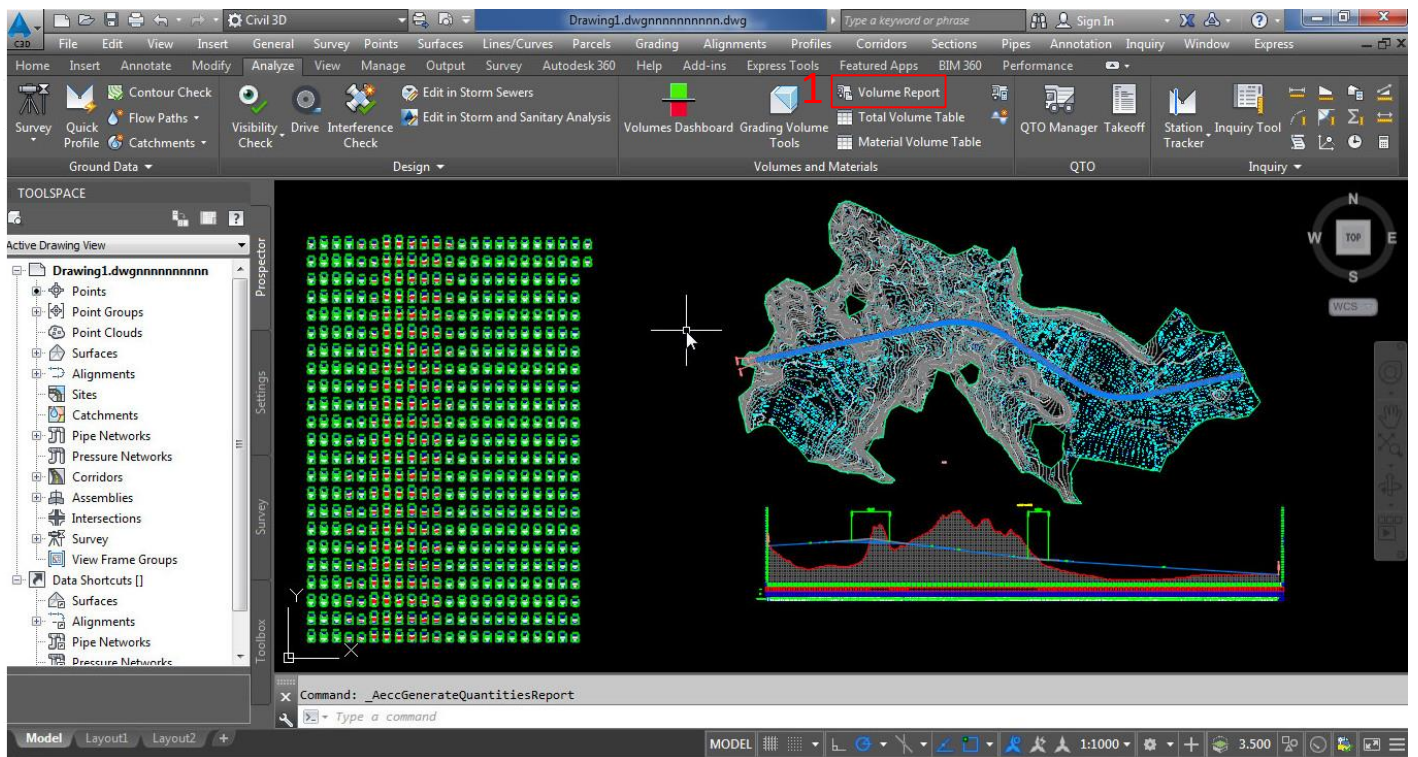 Civil 3D
Drawing1.dwgnnnnnnnnnn.dwg
Type a keyword or phrase
Sign In
C3D
File Edit View Insert General Survey Points Surfaces Lines/Curves Parcels Grading Alignments Profiles Corridors Sections Pipes Annotation Inquiry Window Express
Home Insert Annotate Modify Analyze View Manage Output Survey Autodesk 360 Help Add-ins Express Tools Featured Apps BIM 360 Performance
Survey
Quick Profile
Contour Check
Flow Paths
Catchments
Ground Data
Visibility Check
Drive
Interference Check
Edit in Storm Sewers
Edit in Storm and Sanitary Analysis
Design
Volumes Dashboard
Grading Volume Tools
1
Volume Report
Total Volume Table
Material Volume Table
Volumes and Materials
QTO Manager
Takeoff
QTO
Station Tracker
Inquiry Tool
Inquiry
TOOLSPACE
Active Drawing View
Drawing1.dwgnnnnnnnnnn
Points
Point Groups
Point Clouds
Surfaces
Alignments
Sites
Catchments
Pipe Networks
Pressure Networks
Corridors
Assemblies
Intersections
Survey
View Frame Groups
Data Shortcuts []
Surfaces
Alignments
Pipe Networks
Pressure Networks
Prospector
Settings
Survey
Toolbox
N
W TOP E
S
WCS
Y
X
Command: _AeccGenerateQuantitiesReport
Type a command
Model Layout1 Layout2 +
MODEL
1:1000
3.500